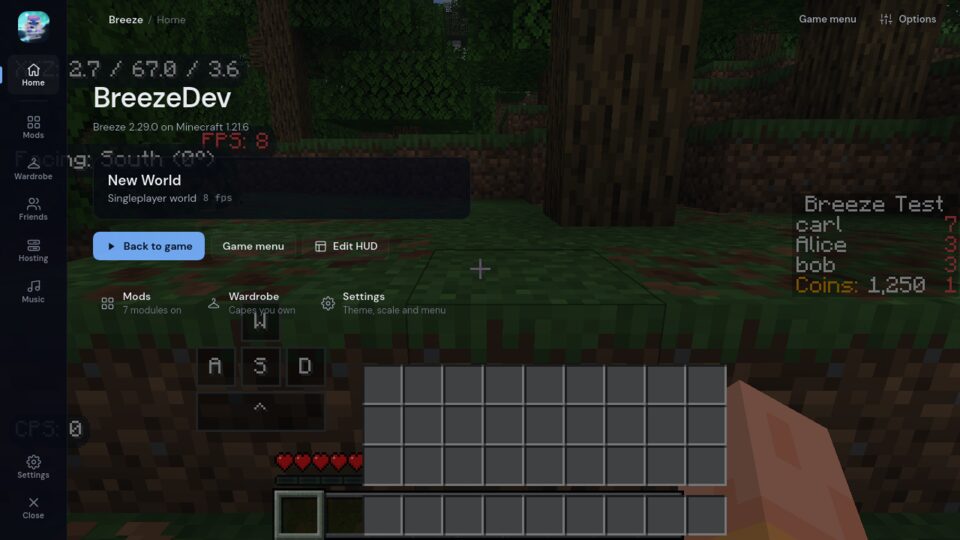 Breeze / Home
Game menu
Options
Home
2.7 / 67.0 / 3.6
BreezeDev
Breeze 2.29.0 on Minecraft 1.21.6
FPS: 8
Mods
Facing: South (0°)
Wardrobe
New World
Singleplayer world 8 fps
Friends
Breeze Test
carl 7
Alice 3
bob 3
Coins: 1,250 1
Back to game
Game menu
Edit HUD
Hosting
Music
Mods
7 modules on
Wardrobe
Capes you own
Settings
Theme, scale and menu
W
A S D
^
CPS: 0
Settings
Close